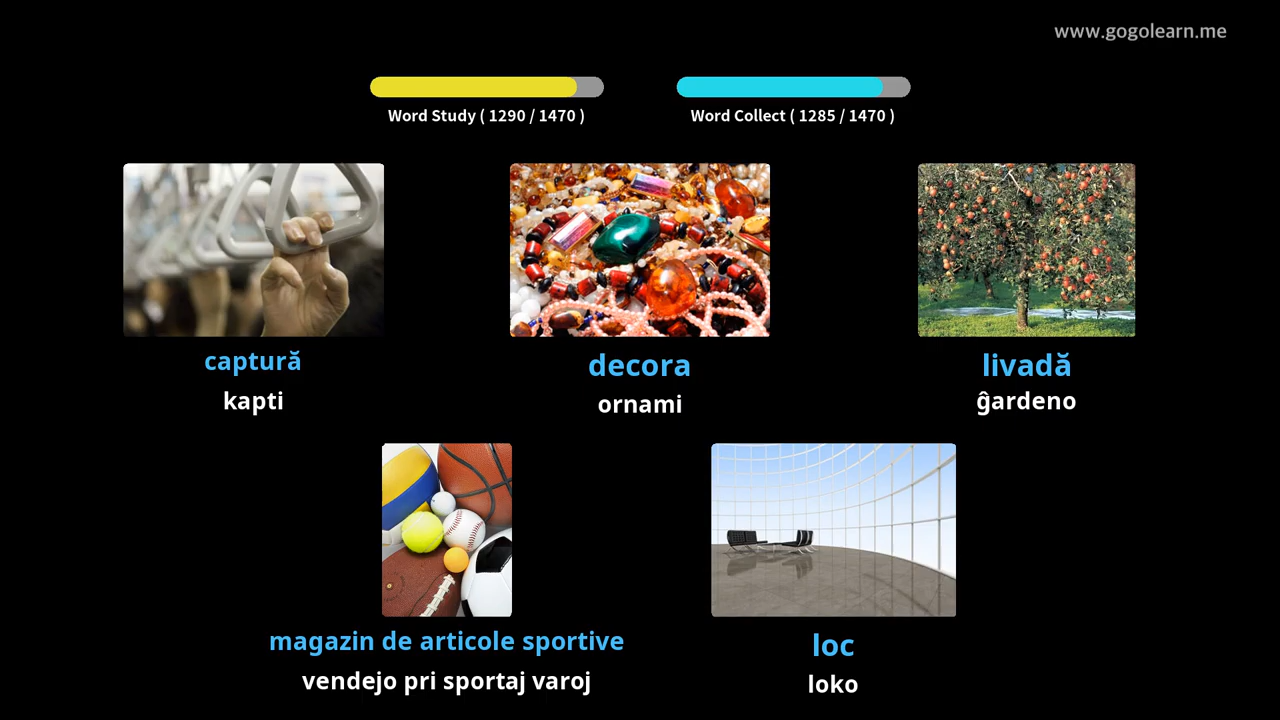 www.gogolearn.me
Word Study ( 1290 / 1470 )
Word Collect ( 1285 / 1470 )
captură
kapti
decora
ornami
livadă
ĝardeno
magazin de articole sportive
vendejo pri sportaj varoj
loc
loko